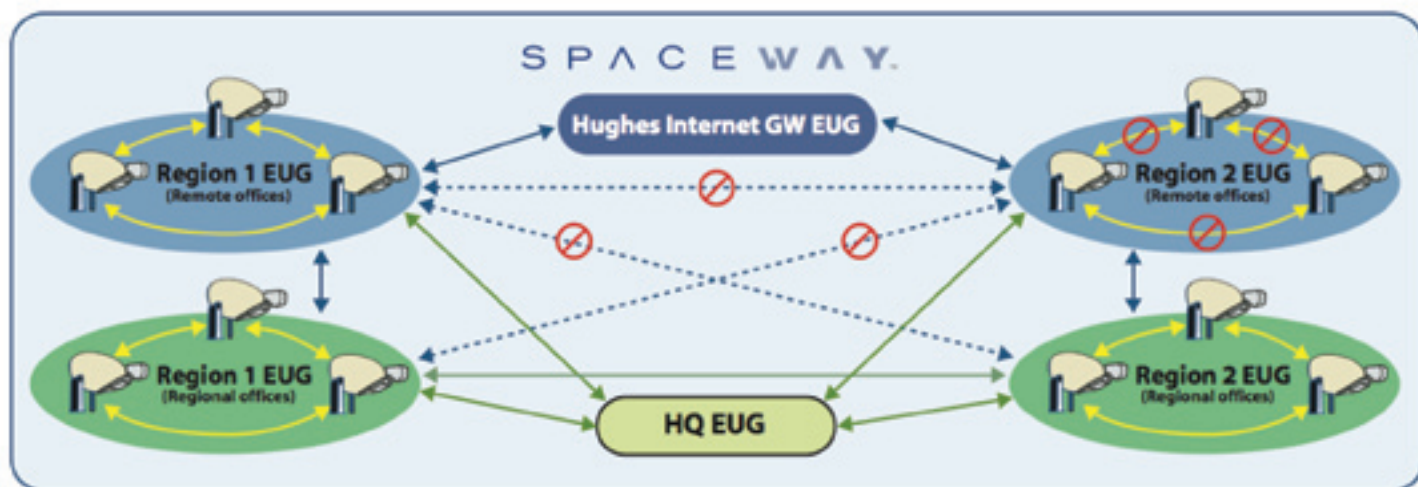 SPACEWAY™
Hughes Internet GW EUG
Region 1 EUG
(Remote offices)
Region 2 EUG
(Remote offices)
Region 1 EUG
(Regional offices)
Region 2 EUG
(Regional offices)
HQ EUG